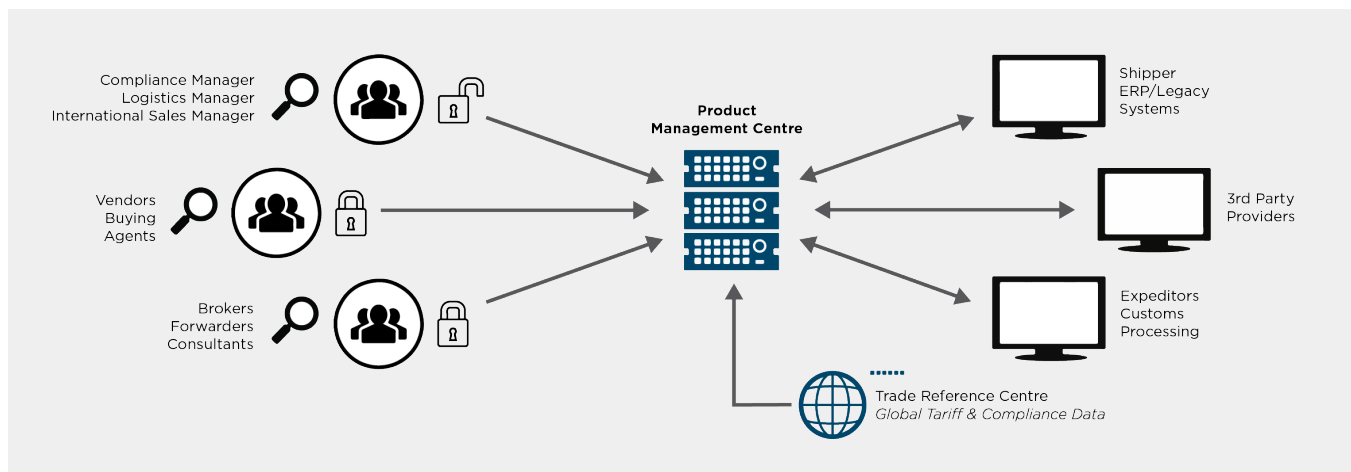 Compliance Manager
Logistics Manager
International Sales Manager
Vendors
Buying
Agents
Brokers
Forwarders
Consultants
Product
Management Centre
Shipper
ERP/Legacy
Systems
3rd Party
Providers
Expeditors
Customs
Processing
Trade Reference Centre
Global Tariff & Compliance Data